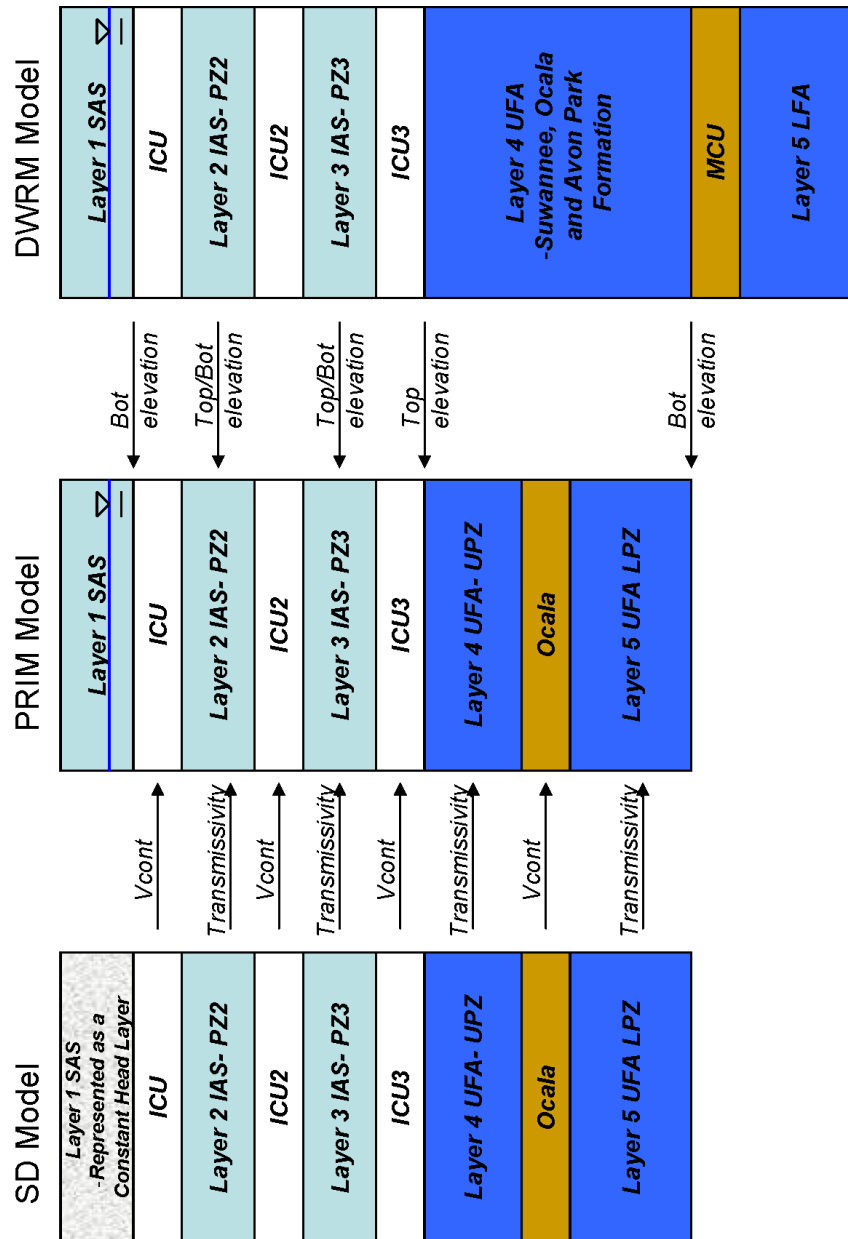 SD Model
Layer 1 SAS
-Represented as a
Constant Head Layer
ICU
Layer 2 IAS- PZ2
ICU2
Layer 3 IAS- PZ3
ICU3
Layer 4 UFA- UPZ
Ocala
Layer 5 UFA LPZ
Vcont
Transmissivity
Vcont
Transmissivity
Vcont
Transmissivity
Vcont
Transmissivity
PRIM Model
Layer 1 SAS
ICU
Layer 2 IAS- PZ2
ICU2
Layer 3 IAS- PZ3
ICU3
Layer 4 UFA- UPZ
Ocala
Layer 5 UFA LPZ
Bot
elevation
Top/Bot
elevation
Top/Bot
elevation
Top
elevation
Bot
elevation
DWRM Model
Layer 1 SAS
ICU
Layer 2 IAS- PZ2
ICU2
Layer 3 IAS- PZ3
ICU3
Layer 4 UFA
-Suwannee, Ocala
and Avon Park
Formation
MCU
Layer 5 LFA